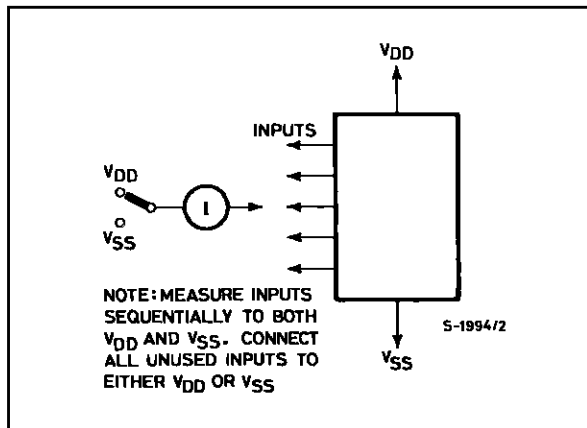 VDD
INPUTS
VDD
I
VSS
NOTE: MEASURE INPUTS
SEQUENTIALLY TO BOTH
VDD AND VSS. CONNECT
ALL UNUSED INPUTS TO
EITHER VDD OR VSS
S-1994/2
VSS